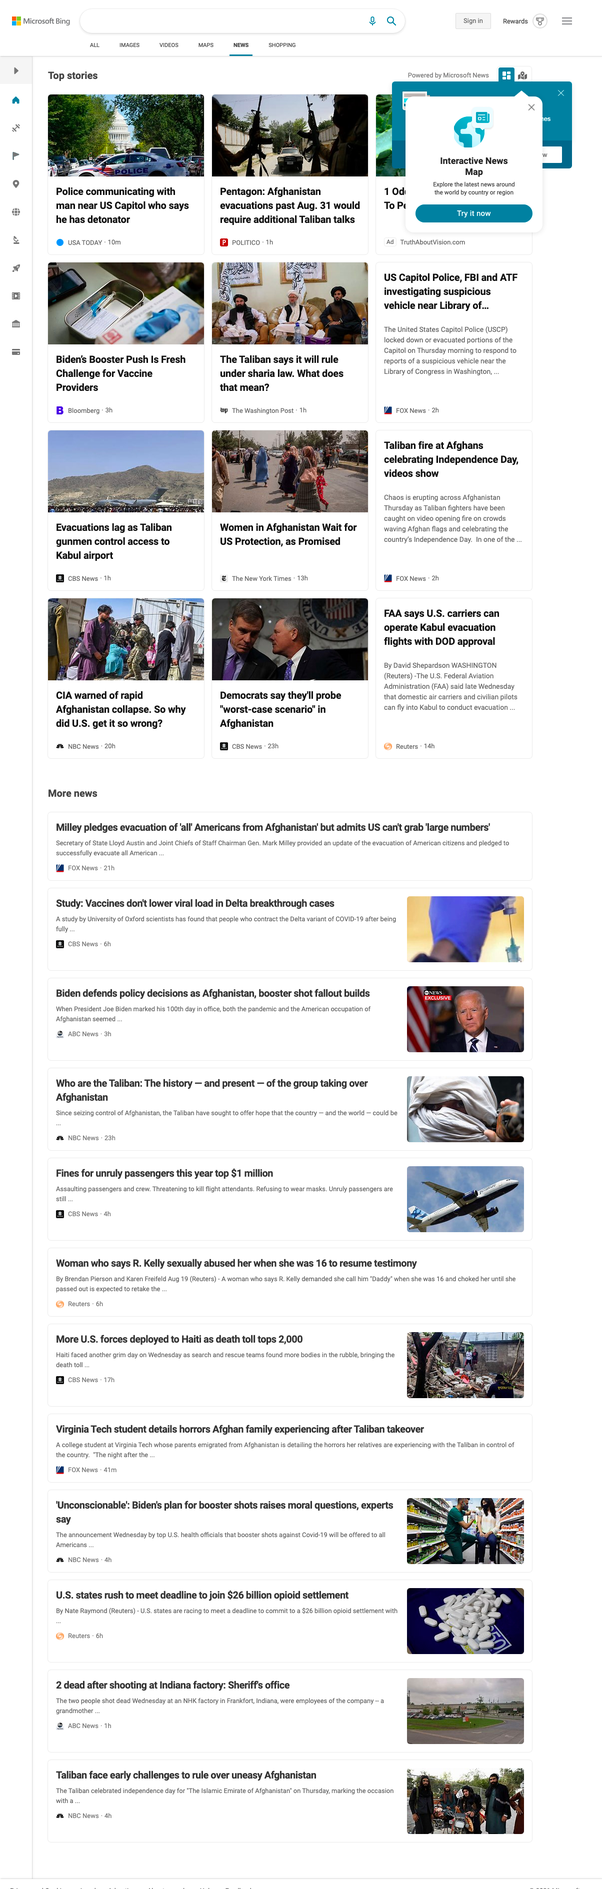 Microsoft Bing
Sign in
Rewards
ALL
IMAGES
VIDEOS
MAPS
NEWS
SHOPPING
Top stories
Powered by Microsoft News
Interactive News
Map
Explore the latest news around
the world by country or region
Try it now
POLICE
Police communicating with
man near US Capitol who says
he has detonator
USA TODAY · 10m
Pentagon: Afghanistan
evacuations past Aug. 31 would
require additional Taliban talks
POLITICO · 1h
To Pe
Ad TruthAboutVision.com
Biden's Booster Push Is Fresh
Challenge for Vaccine
Providers
Bloomberg · 3h
The Taliban says it will rule
under sharia law. What does
that mean?
The Washington Post · 1h
US Capitol Police, FBI and ATF
investigating suspicious
vehicle near Library of…
The United States Capitol Police (USCP)
locked down or evacuated portions of the
Capitol on Thursday morning to respond to
reports of a suspicious vehicle near the
Library of Congress in Washington, ...
FOX News · 2h
Evacuations lag as Taliban
gunmen control access to
Kabul airport
CBS News · 1h
Women in Afghanistan Wait for
US Protection, as Promised
The New York Times · 13h
Taliban fire at Afghans
celebrating Independence Day,
videos show
Chaos is erupting across Afghanistan
Thursday as Taliban fighters have been
caught on video opening fire on crowds
waving Afghan flags and celebrating the
country's Independence Day. In one of the ...
FOX News · 2h
CIA warned of rapid
Afghanistan collapse. So why
did U.S. get it so wrong?
NBC News · 20h
Democrats say they'll probe
"worst-case scenario" in
Afghanistan
CBS News · 23h
FAA says U.S. carriers can
operate Kabul evacuation
flights with DOD approval
By David Shepardson WASHINGTON
(Reuters) -The U.S. Federal Aviation
Administration (FAA) said late Wednesday
that domestic air carriers and civilian pilots
can fly into Kabul to conduct evacuation ...
Reuters · 14h
More news
Milley pledges evacuation of 'all' Americans from Afghanistan' but admits US can't grab 'large numbers'
Secretary of State Lloyd Austin and Joint Chiefs of Staff Chairman Gen. Mark Milley provided an update of the evacuation of American citizens and pledged to
successfully evacuate all American ...
FOX News · 21h
Study: Vaccines don't lower viral load in Delta breakthrough cases
A study by University of Oxford scientists has found that people who contract the Delta variant of COVID-19 after being
fully ...
CBS News · 6h
Biden defends policy decisions as Afghanistan, booster shot fallout builds
When President Joe Biden marked his 100th day in office, both the pandemic and the American occupation of
Afghanistan seemed ...
ABC News · 3h
NEWS
EXCLUSIVE
Who are the Taliban: The history — and present — of the group taking over
Afghanistan
Since seizing control of Afghanistan, the Taliban have sought to offer hope that the country — and the world — could be
...
NBC News · 23h
Fines for unruly passengers this year top $1 million
Assaulting passengers and crew. Threatening to kill flight attendants. Refusing to wear masks. Unruly passengers are
still ...
CBS News · 4h
Woman who says R. Kelly sexually abused her when she was 16 to resume testimony
By Brendan Pierson and Karen Freifeld Aug 19 (Reuters) - A woman who says R. Kelly demanded she call him "Daddy" when she was 16 and choked her until she
passed out is expected to retake the ...
Reuters · 6h
More U.S. forces deployed to Haiti as death toll tops 2,000
Haiti faced another grim day on Wednesday as search and rescue teams found more bodies in the rubble, bringing the
death toll ...
CBS News · 17h
Virginia Tech student details horrors Afghan family experiencing after Taliban takeover
A college student at Virginia Tech whose parents emigrated from Afghanistan is detailing the horrors her relatives are experiencing with the Taliban in control of
the country. "The night after the ...
FOX News · 41m
'Unconscionable': Biden's plan for booster shots raises moral questions, experts
say
The announcement Wednesday by top U.S. health officials that booster shots against Covid-19 will be offered to all
Americans ...
NBC News · 4h
U.S. states rush to meet deadline to join $26 billion opioid settlement
By Nate Raymond (Reuters) - U.S. states are racing to meet a deadline to commit to a $26 billion opioid settlement with
...
Reuters · 6h
2 dead after shooting at Indiana factory: Sheriff's office
The two people shot dead Wednesday at an NHK factory in Frankfort, Indiana, were employees of the company – a
grandmother ...
ABC News · 1h
Taliban face early challenges to rule over uneasy Afghanistan
The Taliban celebrated independence day for "The Islamic Emirate of Afghanistan" on Thursday, marking the occasion
with a ...
NBC News · 4h